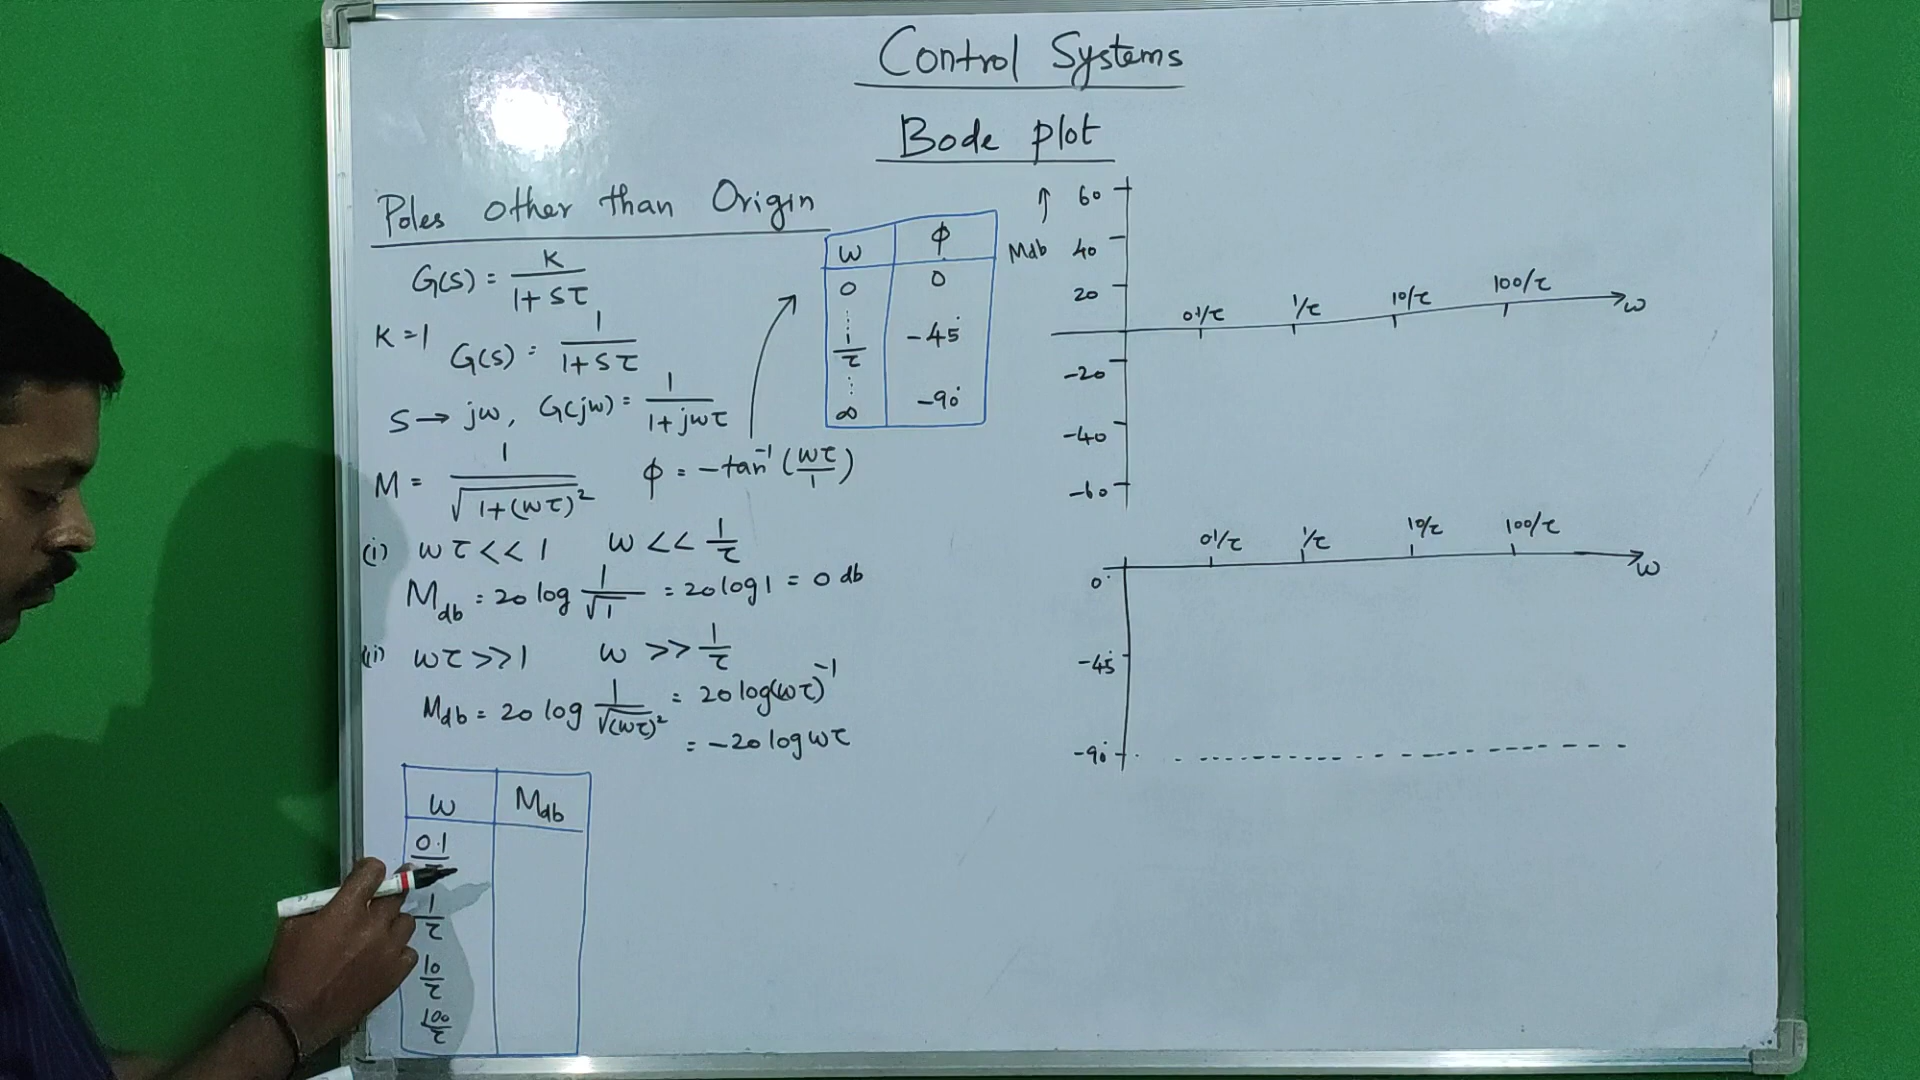 Control Systems
Bode plot
Poles other than Origin
G(s) = K / 1+sτ
K=1 G(s) = 1 / 1+sτ
s → jω, G(jω) = 1 / 1+jωτ
M = 1 / √1+(ωτ)² ϕ = -tan⁻¹(ωτ/1)
(i) ωτ<<1 ω<<1/τ
Mdb = 20 log 1/√1 = 20 log 1 = 0 db
(ii) ωτ>>1 ω >> 1/τ
Mdb = 20 log 1/√(ωτ)² = 20 log(ωτ)⁻¹
= -20 log ωτ
ω Mdb
0.1
1/τ
10/τ
100/τ
ω ϕ
0 0
1/τ -45°
∞ -90°
↑ 60
Mdb 40
20
0.1/τ 1/τ 10/τ 100/τ ω
-20
-40
-60
0.1/τ 1/τ 10/τ 100/τ
0° ω
-45°
-90°